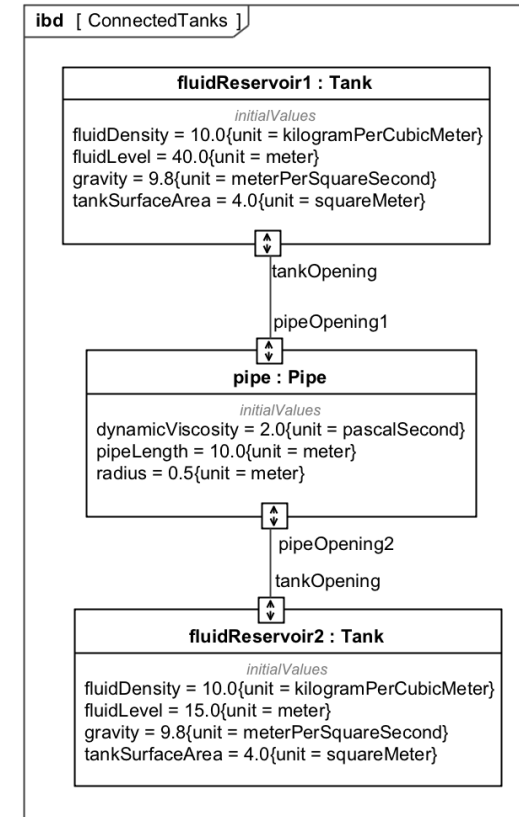 ibd [ ConnectedTanks ]
fluidReservoir1 : Tank
initialValues
fluidDensity = 10.0{unit = kilogramPerCubicMeter}
fluidLevel = 40.0{unit = meter}
gravity = 9.8{unit = meterPerSquareSecond}
tankSurfaceArea = 4.0{unit = squareMeter}
tankOpening
pipeOpening1
pipe : Pipe
initialValues
dynamicViscosity = 2.0{unit = pascalSecond}
pipeLength = 10.0{unit = meter}
radius = 0.5{unit = meter}
pipeOpening2
tankOpening
fluidReservoir2 : Tank
initialValues
fluidDensity = 10.0{unit = kilogramPerCubicMeter}
fluidLevel = 15.0{unit = meter}
gravity = 9.8{unit = meterPerSquareSecond}
tankSurfaceArea = 4.0{unit = squareMeter}